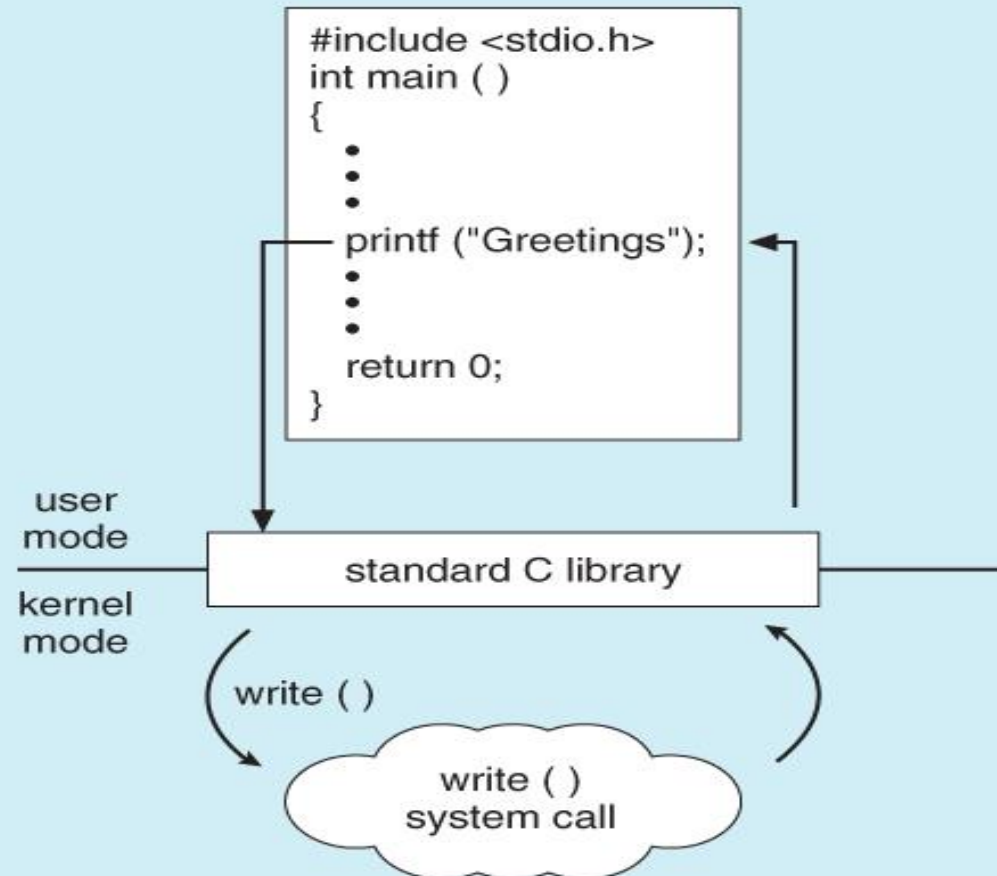 #include <stdio.h>
int main ( )
{
•
•
•
printf ("Greetings");
•
•
•
return 0;
}
user
mode
standard C library
kernel
mode
write ( )
write ( )
system call